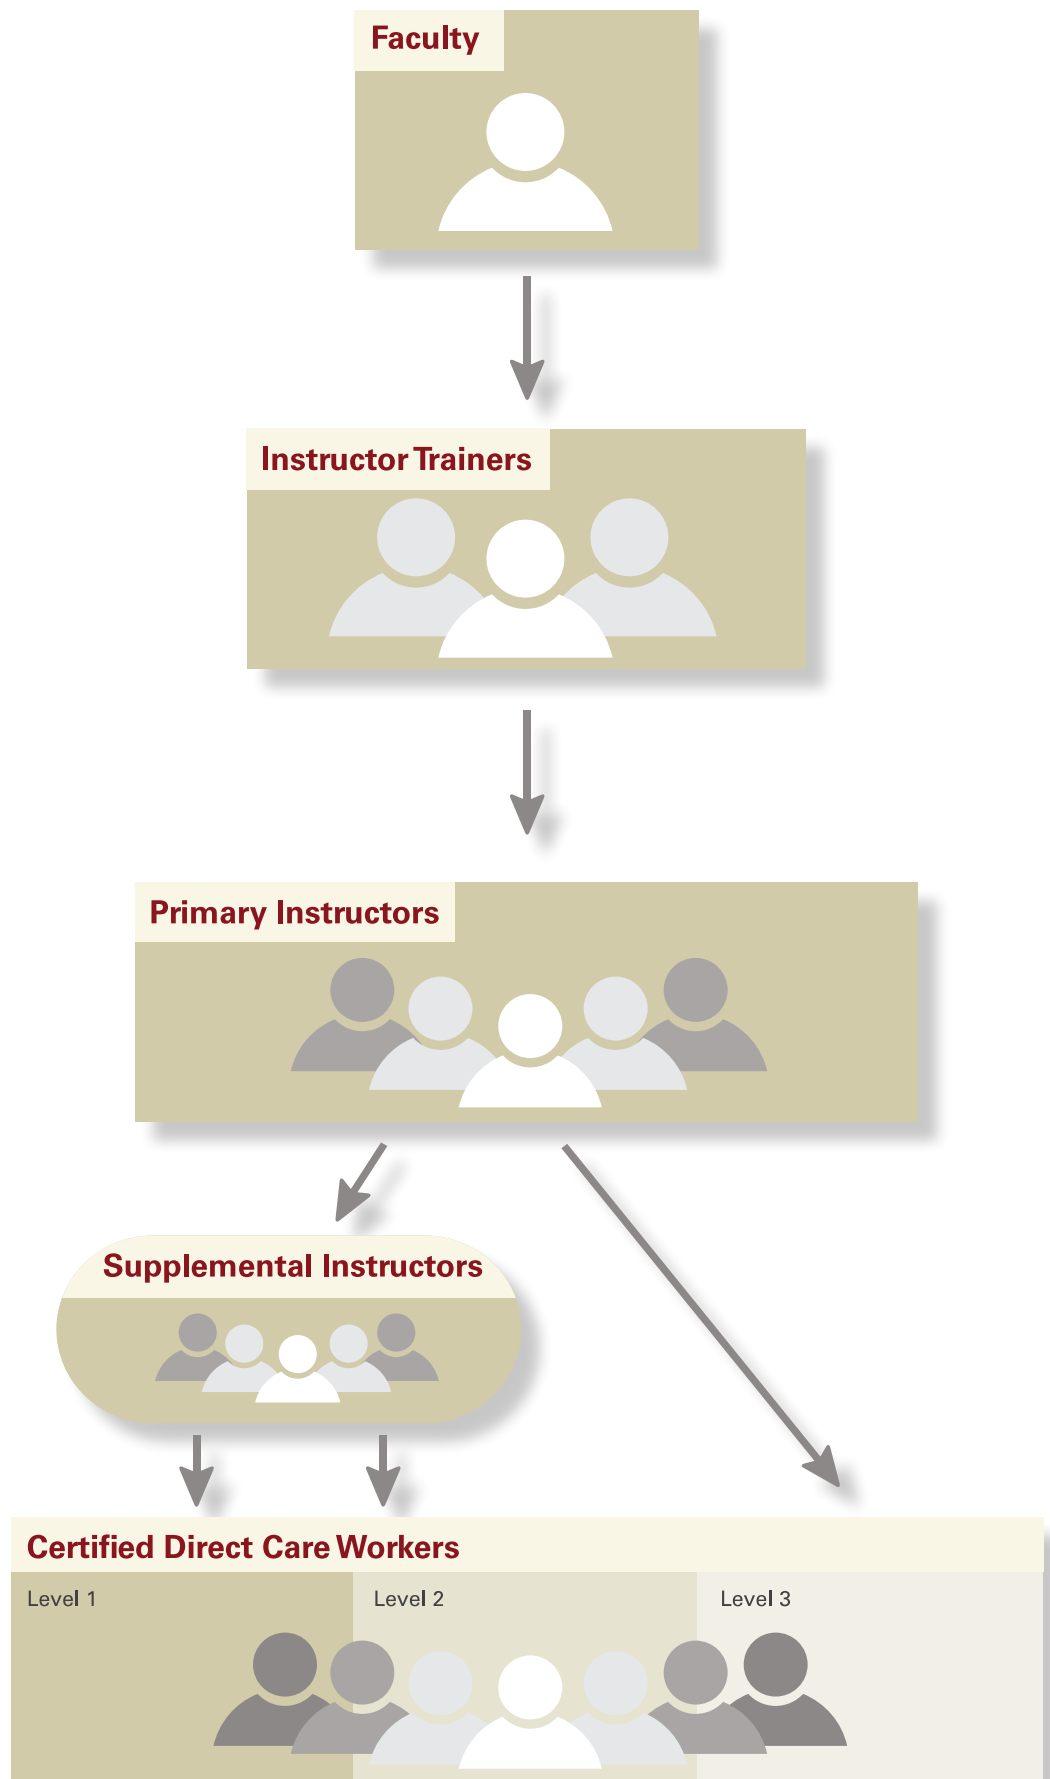 Faculty
Instructor Trainers
Primary Instructors
Supplemental Instructors
Certified Direct Care Workers
Level 1
Level 2
Level 3